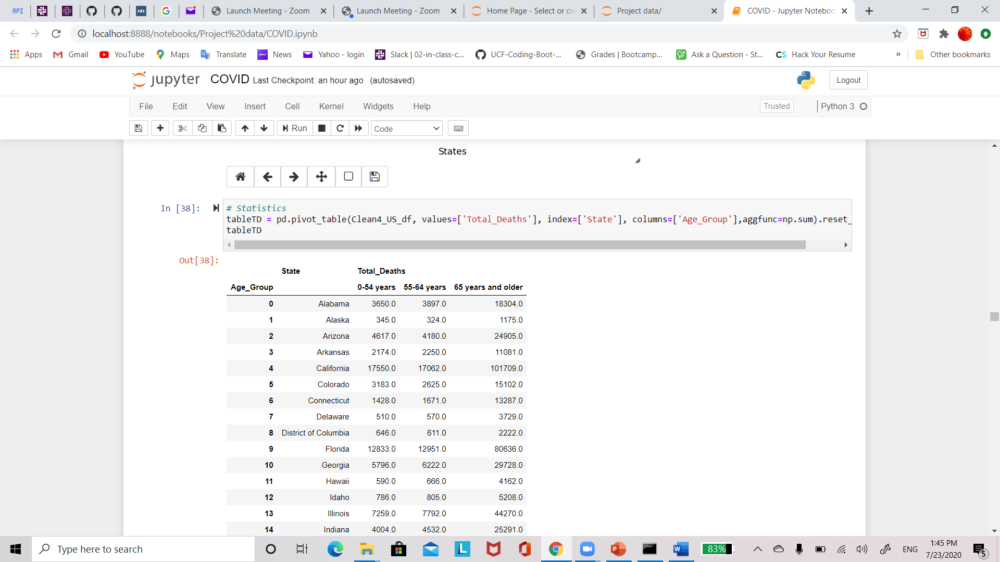 API tds Launch Meeting - Zoom Launch Meeting - Zoom Home Page - Select or cre Project data/ COVID - Jupyter Noteboo
localhost:8888/notebooks/Project%20data/COVID.ipynb
Apps Gmail YouTube Maps Translate News Yahoo - login Slack | 02-in-class-c... UCF-Coding-Boot-... Grades | Bootcamp... Ask a Question - St... CS Hack Your Resume » Other bookmarks
jupyter COVID Last Checkpoint: an hour ago (autosaved) Logout
File Edit View Insert Cell Kernel Widgets Help Trusted Python 3
Run Code
States
In [38]: # Statistics
tableTD = pd.pivot_table(Clean4_US_df, values=['Total_Deaths'], index=['State'], columns=['Age_Group'],aggfunc=np.sum).reset_
tableTD
Out[38]:
State Total_Deaths
Age_Group 0-54 years 55-64 years 65 years and older
0 Alabama 3650.0 3897.0 18304.0
1 Alaska 345.0 324.0 1175.0
2 Arizona 4617.0 4180.0 24905.0
3 Arkansas 2174.0 2250.0 11081.0
4 California 17550.0 17062.0 101709.0
5 Colorado 3183.0 2625.0 15102.0
6 Connecticut 1428.0 1671.0 13287.0
7 Delaware 510.0 570.0 3729.0
8 District of Columbia 646.0 611.0 2222.0
9 Florida 12833.0 12951.0 80636.0
10 Georgia 5796.0 6222.0 29728.0
11 Hawaii 590.0 666.0 4162.0
12 Idaho 786.0 805.0 5208.0
13 Illinois 7259.0 7792.0 44270.0
14 Indiana 4004.0 4532.0 25291.0
Type here to search L P W 83% ENG 1:45 PM
7/23/2020 5